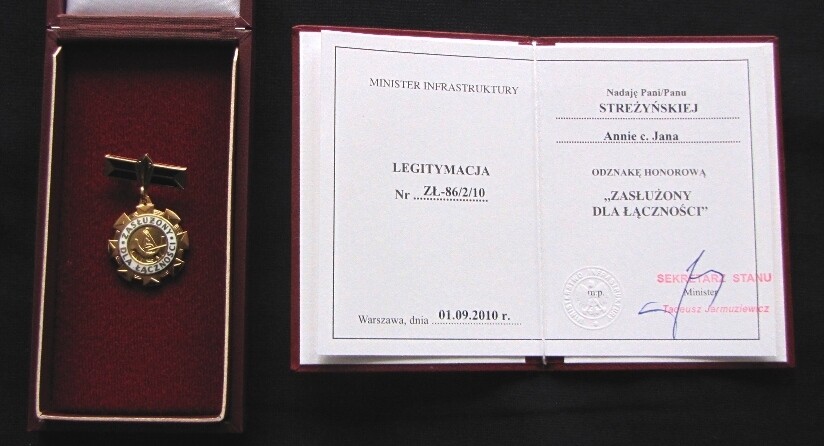 ZASŁUŻONY
DLA ŁĄCZNOŚCI
MINISTER INFRASTRUKTURY
LEGITYMACJA
Nr ZŁ-86/2/10
Warszawa, dnia 01.09.2010 r.
Nadaję Pani/Panu
STREŻYŃSKIEJ
Annie c. Jana
ODZNAKĘ HONOROWĄ
„ZASŁUŻONY
DLA ŁĄCZNOŚCI”
m.p.
SEKRETARZ STANU
Minister
Tadeusz Jarmuziewicz